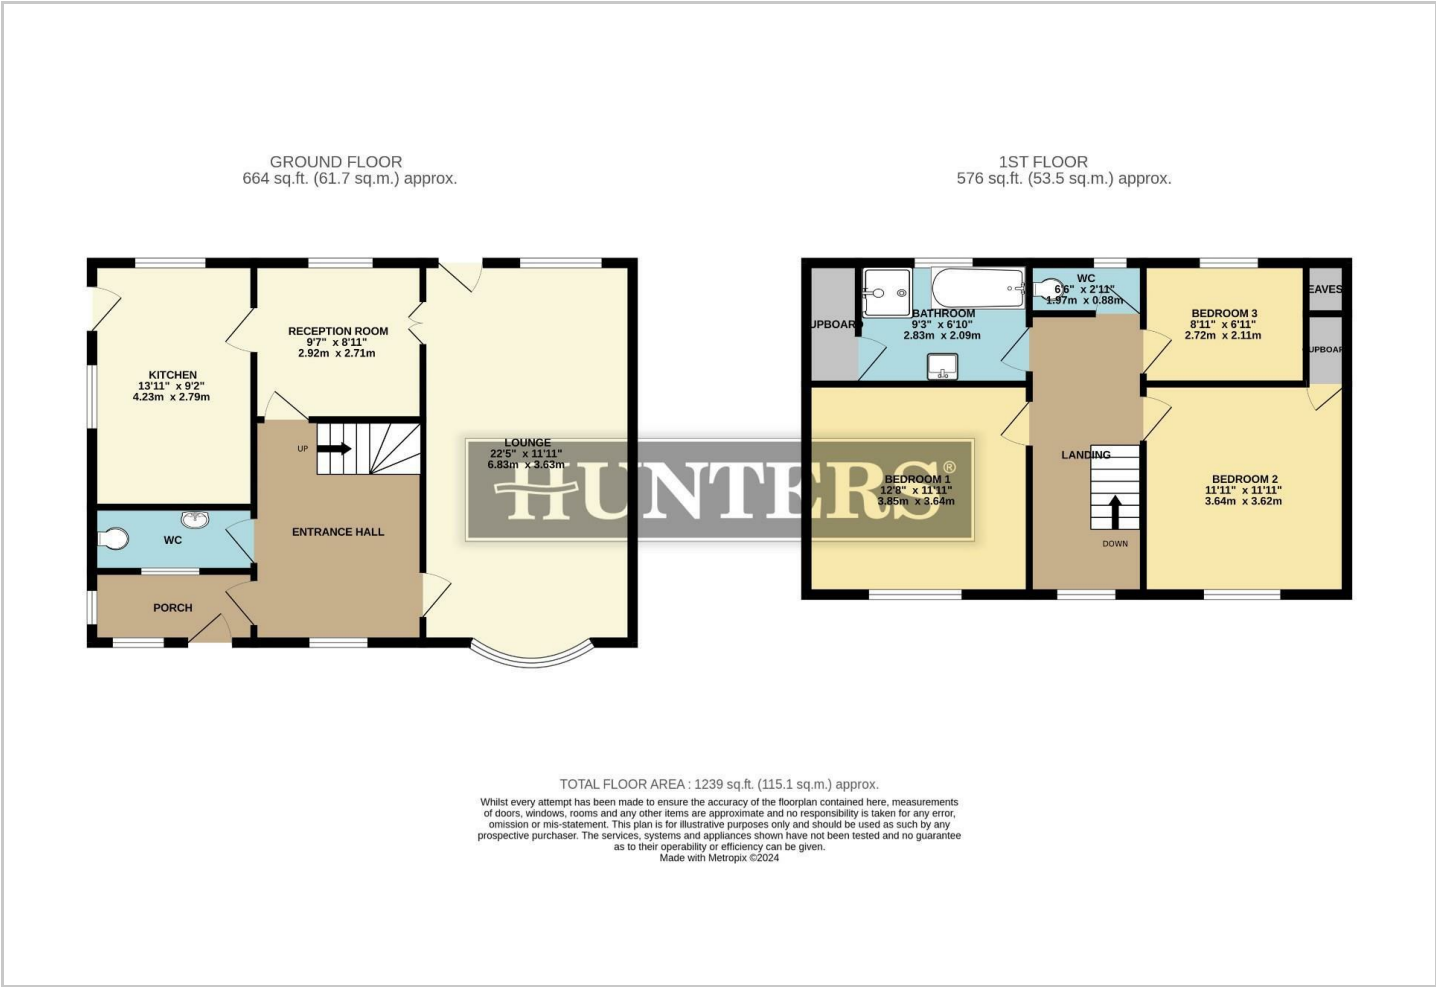 GROUND FLOOR
664 sq.ft. (61.7 sq.m.) approx.
1ST FLOOR
576 sq.ft. (53.5 sq.m.) approx.
KITCHEN
13'11" x 9'2"
4.23m x 2.79m
RECEPTION ROOM
9'7" x 8'11"
2.92m x 2.71m
UP
LOUNGE
22'5" x 11'11"
6.83m x 3.63m
WC
ENTRANCE HALL
PORCH
HUNTERS®
UPBOARD
BATHROOM
9'3" x 6'10"
2.83m x 2.09m
WC
6'6" x 2'11"
1.97m x 0.88m
BEDROOM 3
8'11" x 6'11"
2.72m x 2.11m
EAVES
UPBOAR
BEDROOM 1
12'8" x 11'11"
3.85m x 3.64m
LANDING
DOWN
BEDROOM 2
11'11" x 11'11"
3.64m x 3.62m
TOTAL FLOOR AREA : 1239 sq.ft. (115.1 sq.m.) approx.
Whilst every attempt has been made to ensure the accuracy of the floorplan contained here, measurements
of doors, windows, rooms and any other items are approximate and no responsibility is taken for any error,
omission or mis-statement. This plan is for illustrative purposes only and should be used as such by any
prospective purchaser. The services, systems and appliances shown have not been tested and no guarantee
as to their operability or efficiency can be given.
Made with Metropix ©2024